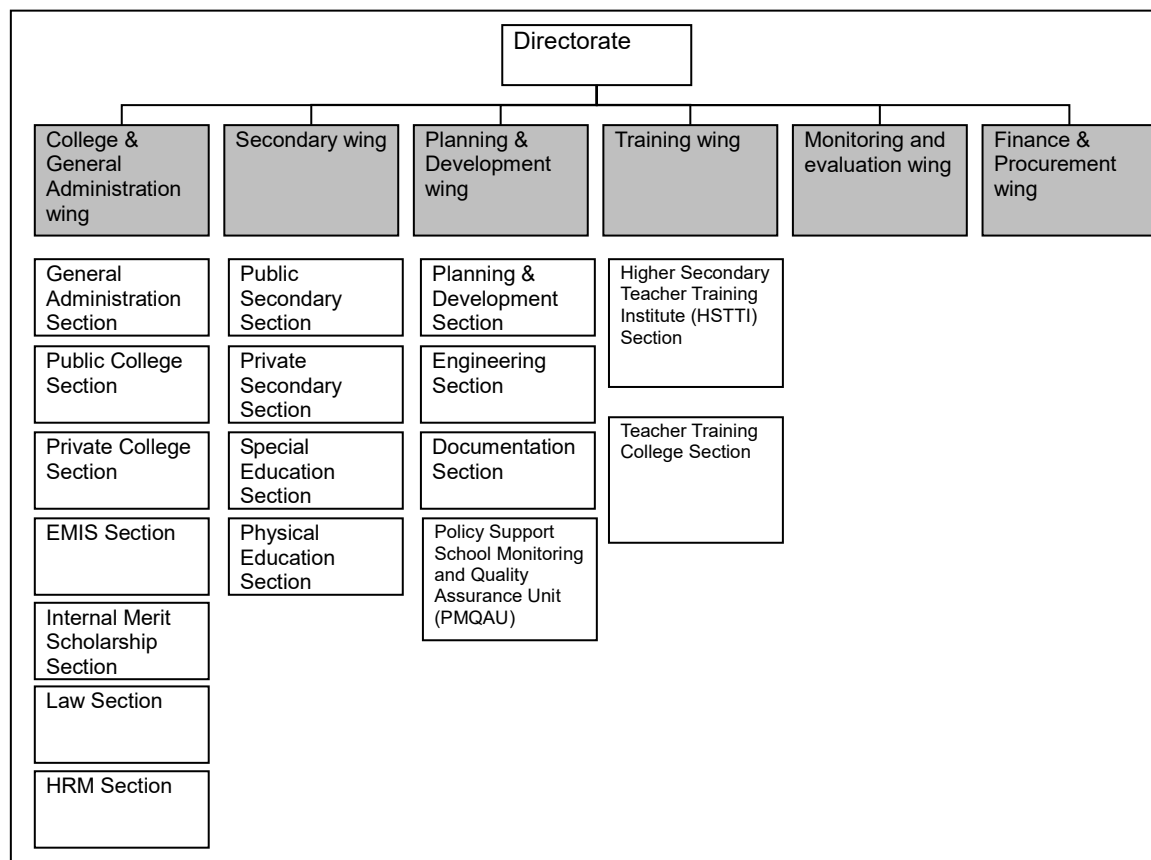 Directorate
College &
General
Administration
wing
Secondary wing
Planning &
Development
wing
Training wing
Monitoring and
evaluation wing
Finance &
Procurement
wing
General
Administration
Section
Public College
Section
Private College
Section
EMIS Section
Internal Merit
Scholarship
Section
Law Section
HRM Section
Public
Secondary
Section
Private
Secondary
Section
Special
Education
Section
Physical
Education
Section
Planning &
Development
Section
Engineering
Section
Documentation
Section
Policy Support
School Monitoring
and Quality
Assurance Unit
(PMQAU)
Higher Secondary
Teacher Training
Institute (HSTTI)
Section
Teacher Training
College Section